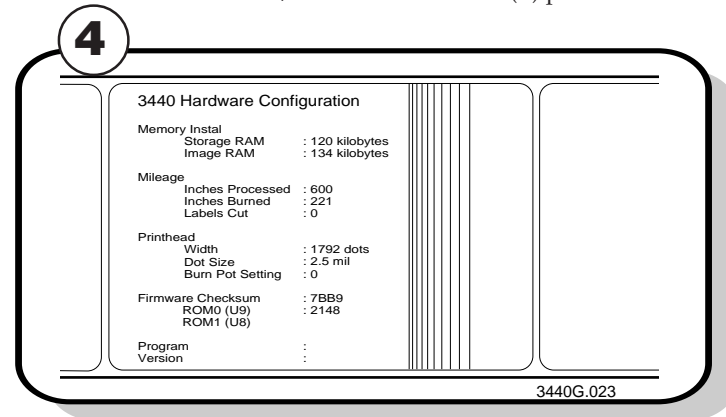 4
3440 Hardware Configuration
Memory Instal
Storage RAM : 120 kilobytes
Image RAM : 134 kilobytes
Mileage
Inches Processed : 600
Inches Burned : 221
Labels Cut : 0
Printhead
Width : 1792 dots
Dot Size : 2.5 mil
Burn Pot Setting : 0
Firmware Checksum : 7BB9
ROM0 (U9) : 2148
ROM1 (U8)
Program :
Version :
3440G.023